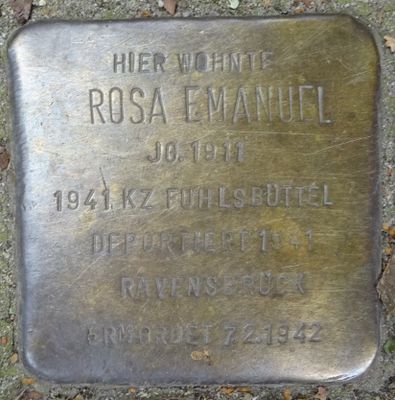 HIER WOHNTE
ROSA EMANUEL
JG. 1911
1941 KZ FUHLSBÜTTEL
DEPORTIERT 1941
RAVENSBRÜCK
ERMORDET 7.2.1942